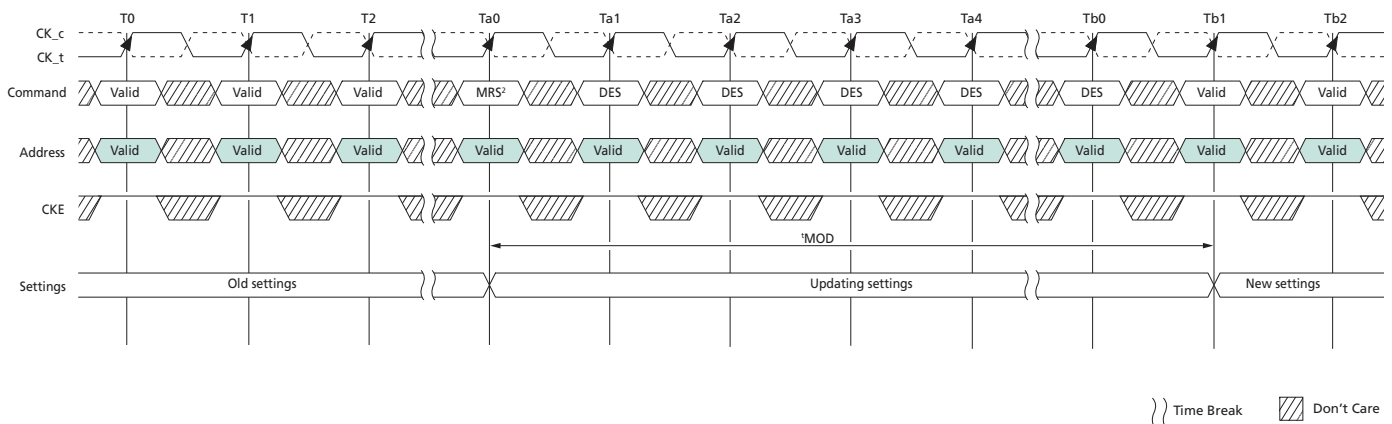 T0 T1 T2 Ta0 Ta1 Ta2 Ta3 Ta4 Tb0 Tb1 Tb2
CK_c
CK_t
Command Valid Valid Valid MRS² DES DES DES DES DES Valid Valid
Address Valid Valid Valid Valid Valid Valid Valid Valid Valid Valid Valid
CKE
tMOD
Settings Old settings Updating settings New settings
Time Break Don't Care